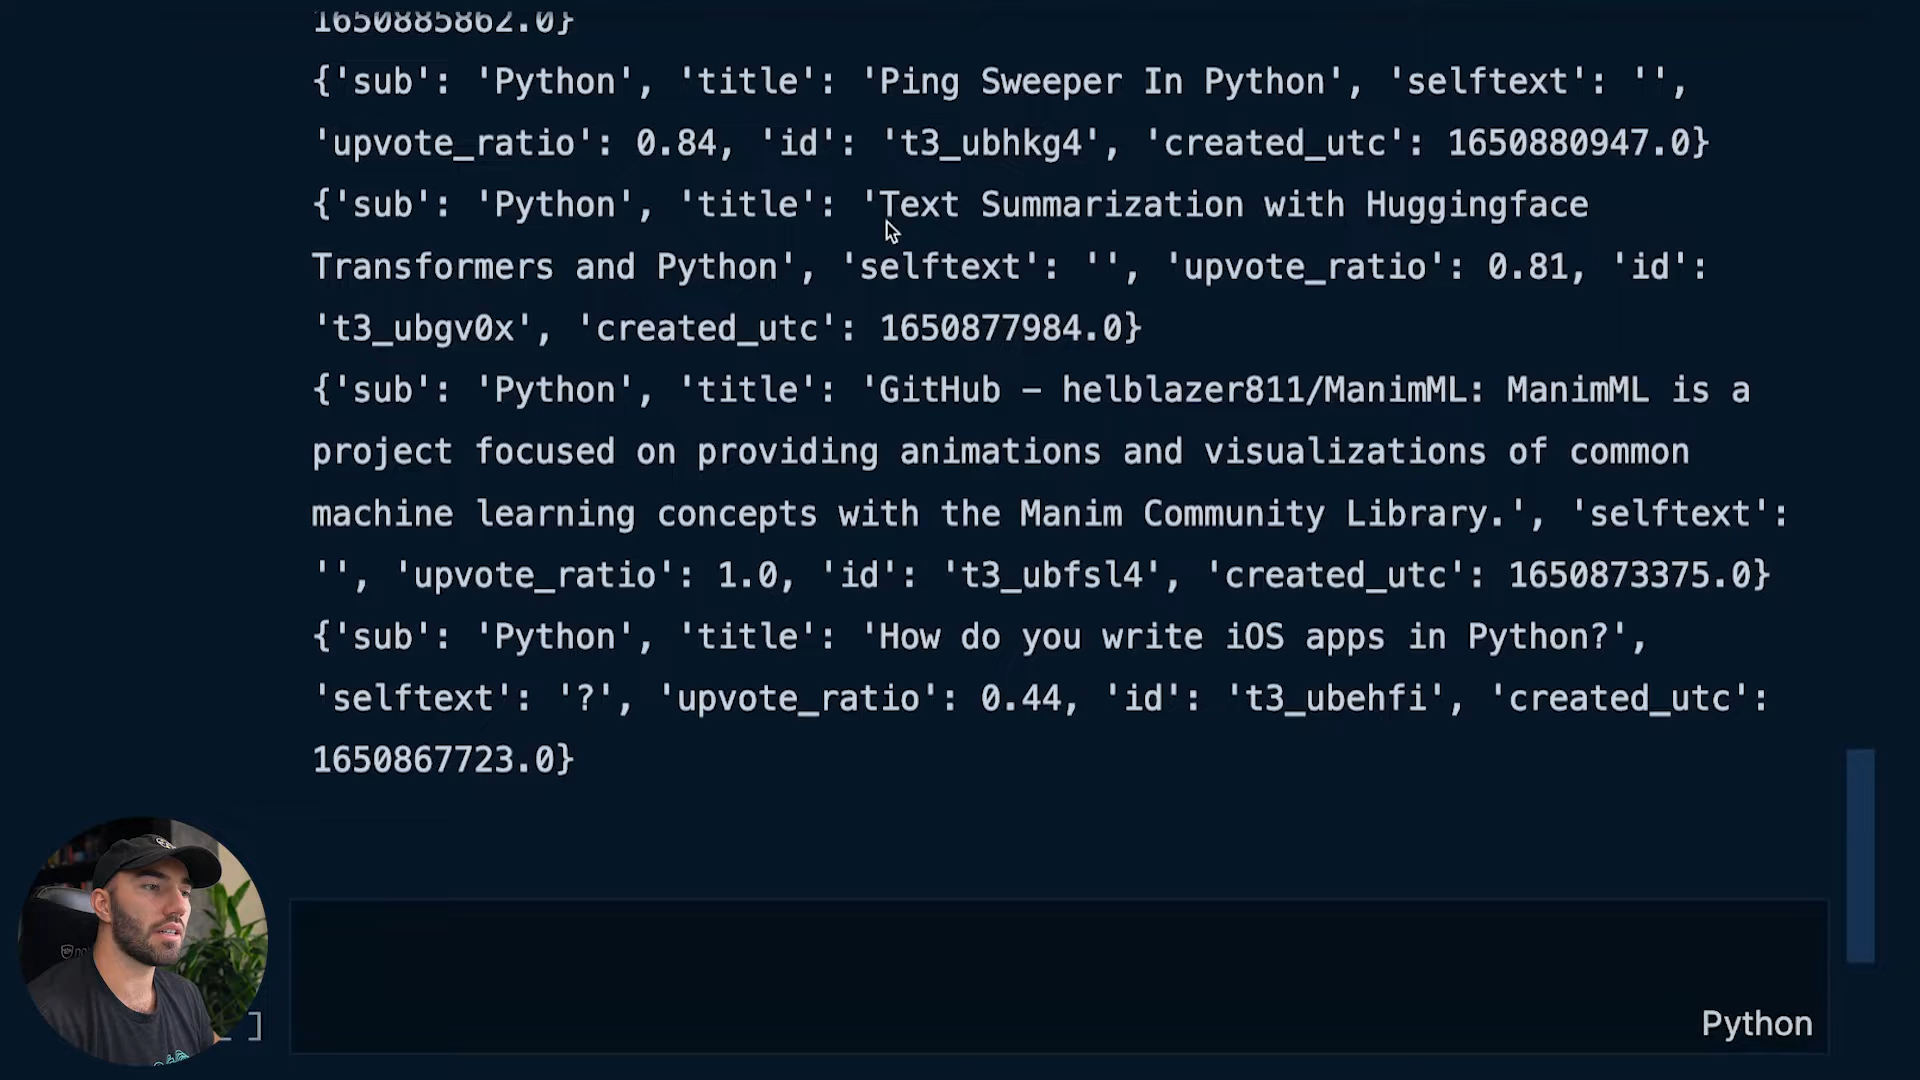 1650885862.0}
{'sub': 'Python', 'title': 'Ping Sweeper In Python', 'selftext': '',
'upvote_ratio': 0.84, 'id': 't3_ubhkg4', 'created_utc': 1650880947.0}
{'sub': 'Python', 'title': 'Text Summarization with Huggingface
Transformers and Python', 'selftext': '', 'upvote_ratio': 0.81, 'id':
't3_ubgv0x', 'created_utc': 1650877984.0}
{'sub': 'Python', 'title': 'GitHub - helblazer811/ManimML: ManimML is a
project focused on providing animations and visualizations of common
machine learning concepts with the Manim Community Library.', 'selftext':
'', 'upvote_ratio': 1.0, 'id': 't3_ubfsl4', 'created_utc': 1650873375.0}
{'sub': 'Python', 'title': 'How do you write iOS apps in Python?',
'selftext': '?', 'upvote_ratio': 0.44, 'id': 't3_ubehfi', 'created_utc':
1650867723.0}
]
Python